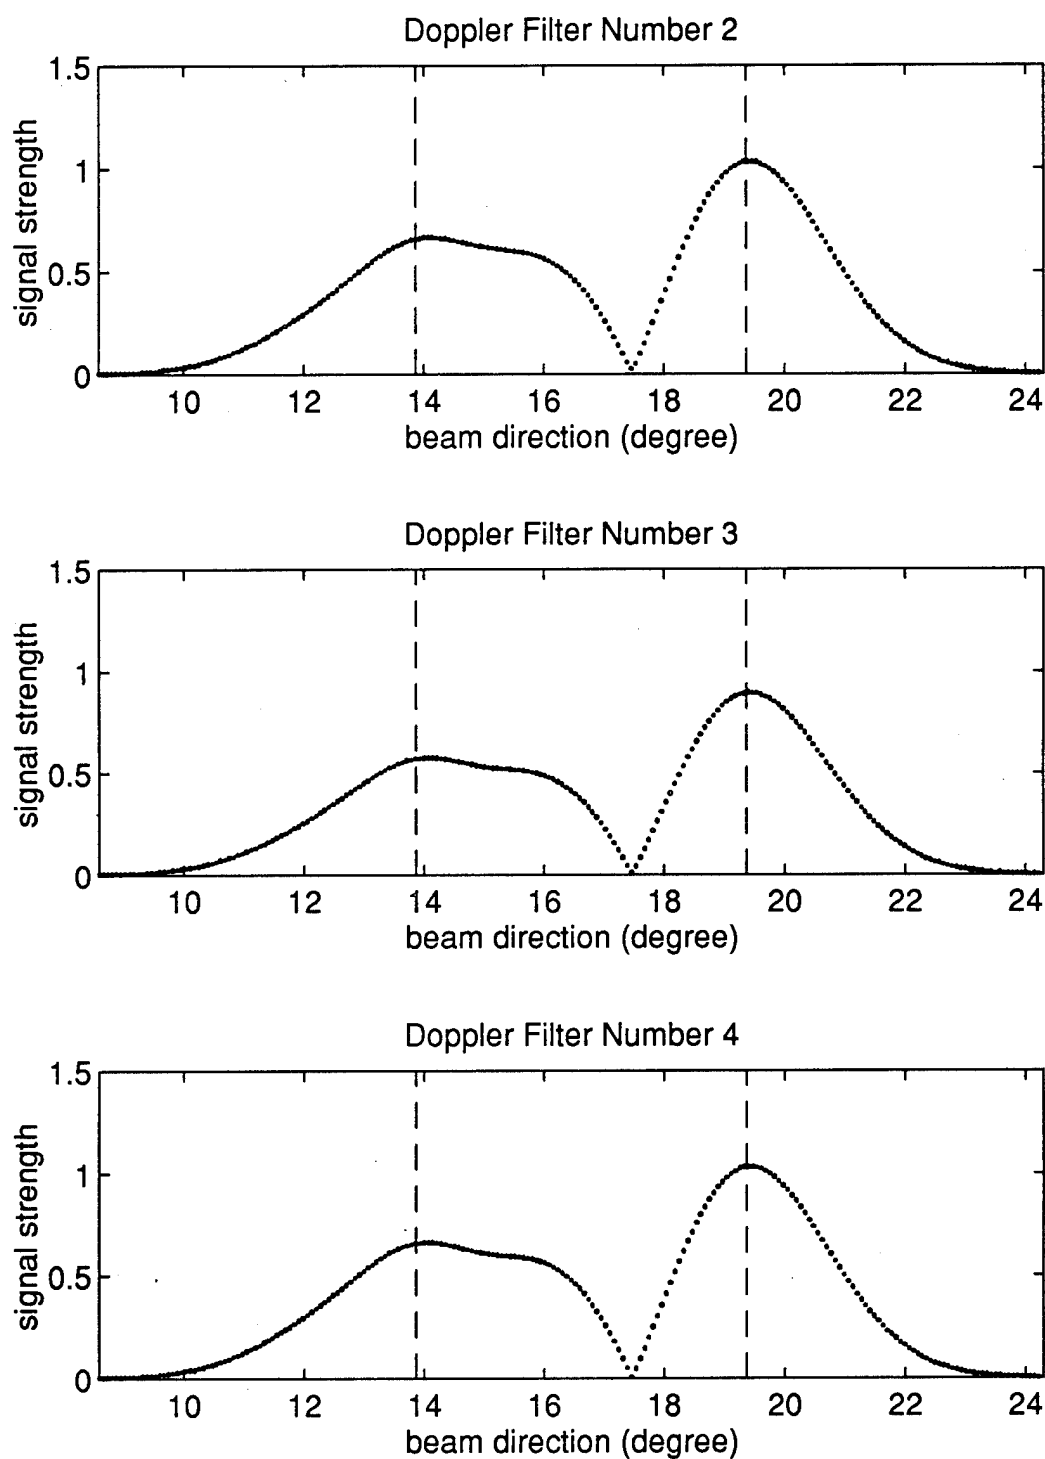 Doppler Filter Number 2
1.5
1
0.5
0
signal strength
10 12 14 16 18 20 22 24
beam direction (degree)
Doppler Filter Number 3
1.5
1
0.5
0
signal strength
10 12 14 16 18 20 22 24
beam direction (degree)
Doppler Filter Number 4
1.5
1
0.5
0
signal strength
10 12 14 16 18 20 22 24
beam direction (degree)